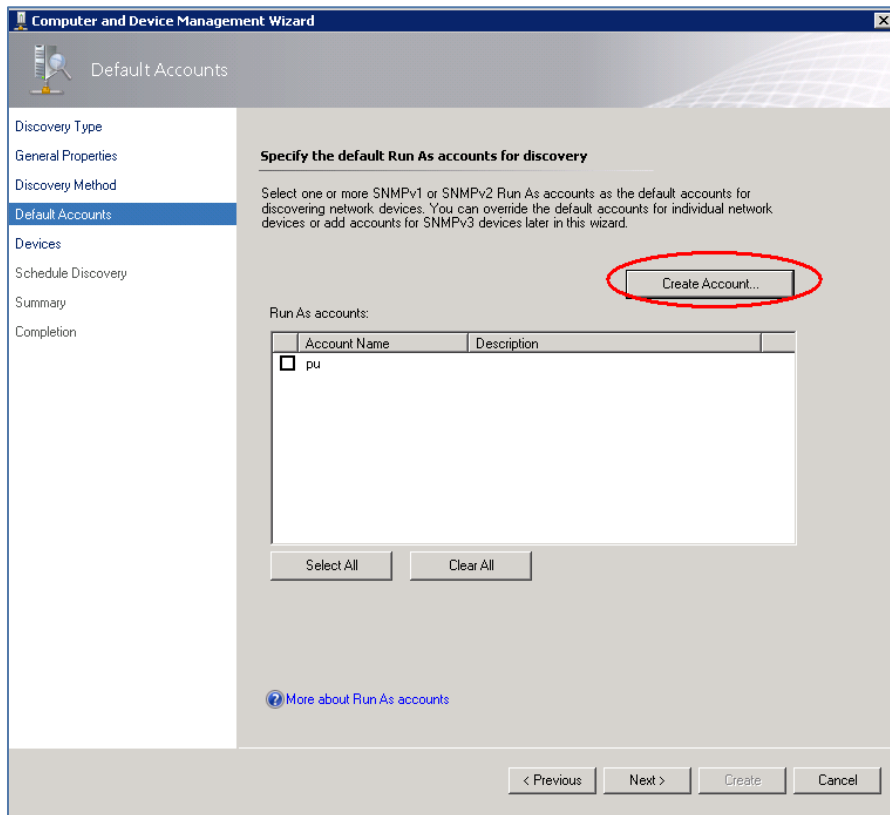 Computer and Device Management Wizard
Default Accounts
Discovery Type
General Properties
Discovery Method
Default Accounts
Devices
Schedule Discovery
Summary
Completion
Specify the default Run As accounts for discovery
Select one or more SNMPv1 or SNMPv2 Run As accounts as the default accounts for
discovering network devices. You can override the default accounts for individual network
devices or add accounts for SNMPv3 devices later in this wizard.
Create Account...
Run As accounts:
Account Name Description
pu
Select All Clear All
More about Run As accounts
< Previous Next > Create Cancel